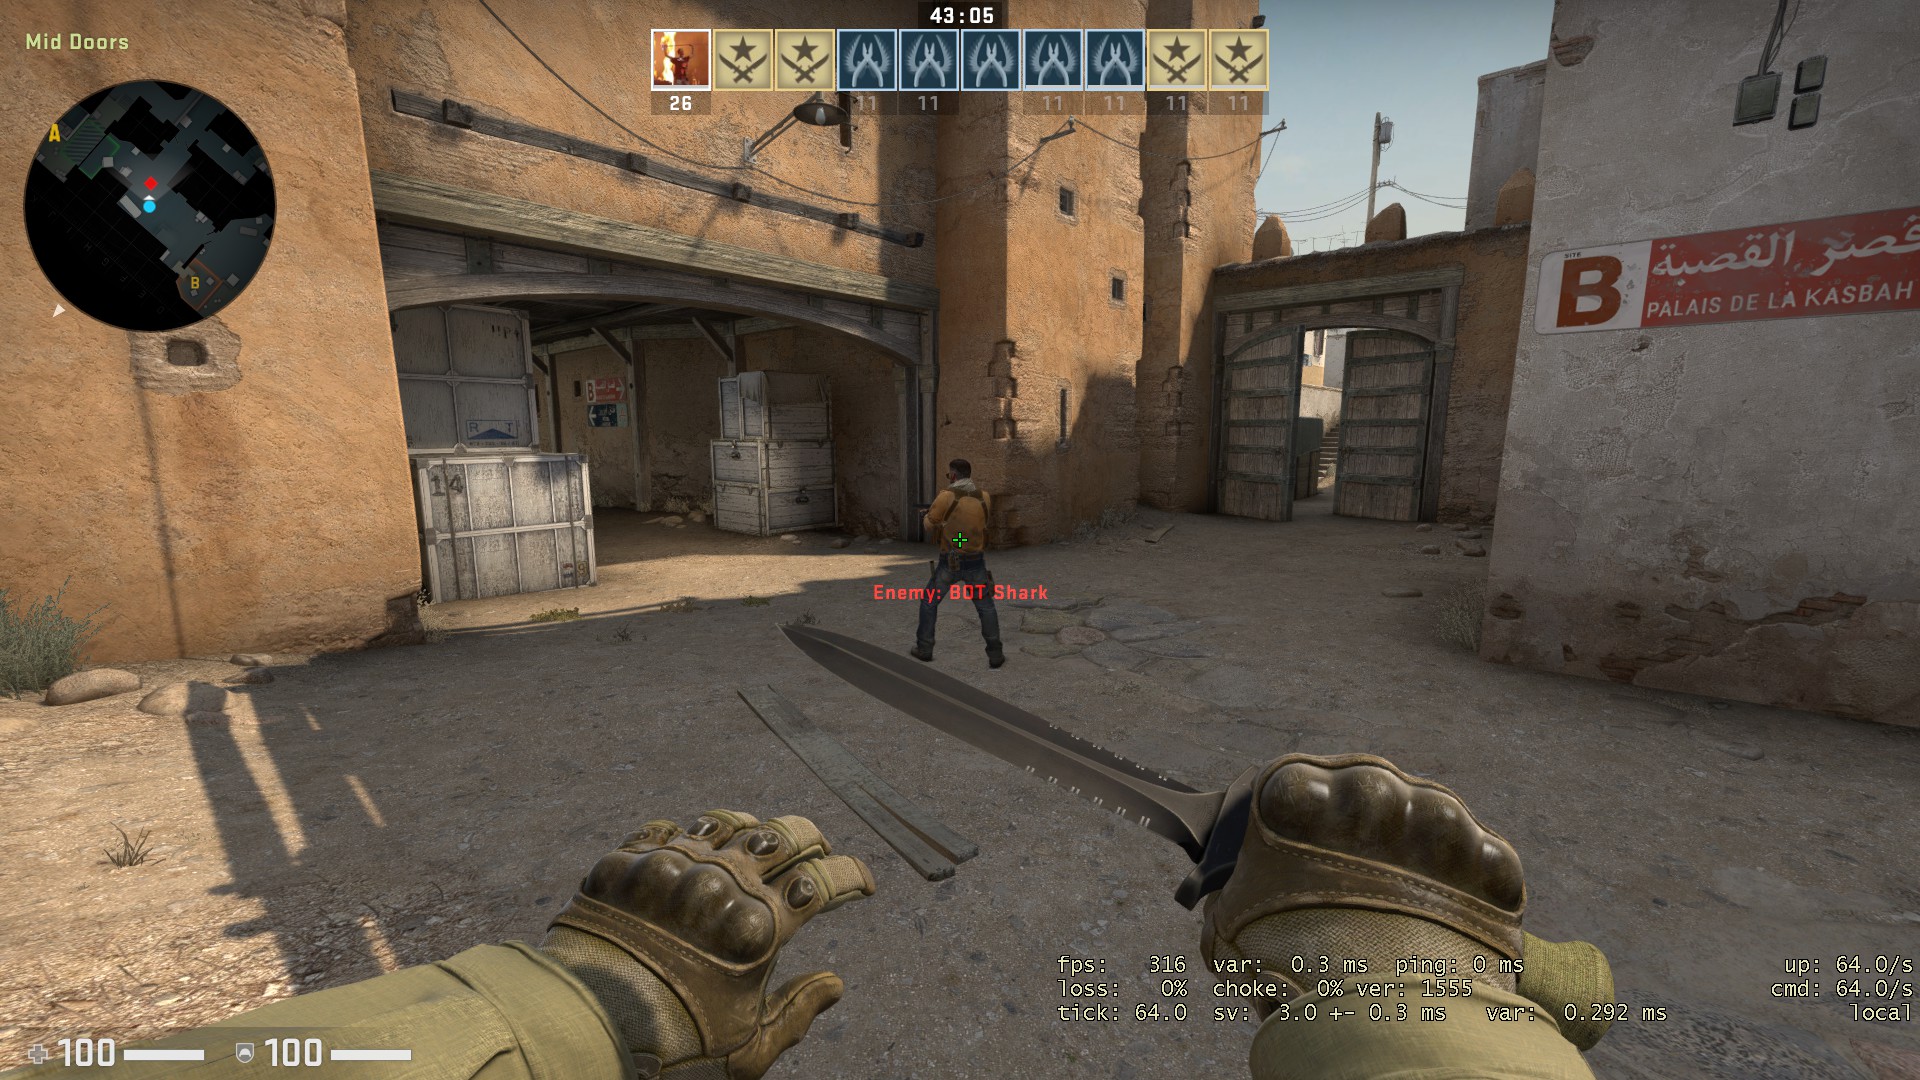 43:05
Mid Doors
26 11 11 11 11 11 11
A
B
SITE
B قصر القصبة
PALAIS DE LA KASBAH
B
R T
14
Enemy: BOT Shark
fps: 316 var: 0.3 ms ping: 0 ms
up: 64.0/s
loss: 0% choke: 0% ver: 1555
cmd: 64.0/s
tick: 64.0 sv: 3.0 +- 0.3 ms var: 0.292 ms
local
100 100